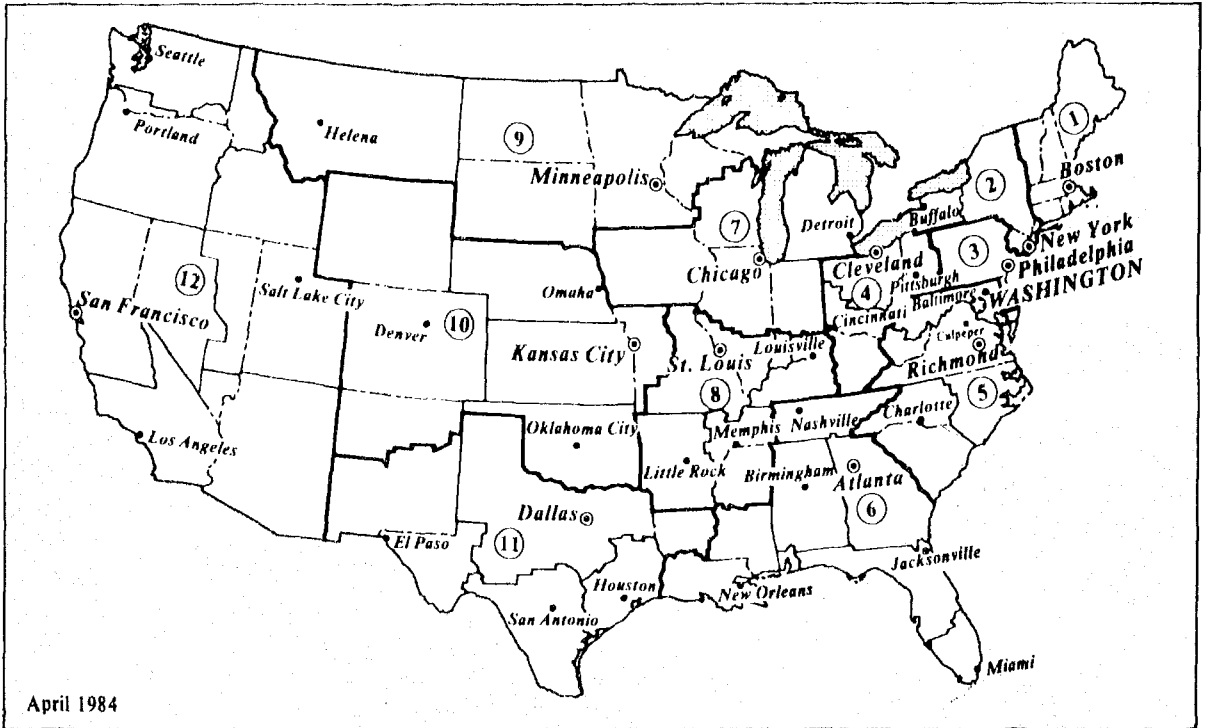 Seattle
Portland
Helena
9
1
Minneapolis
Boston
2
Buffalo
Detroit
7
New York
Philadelphia
3
Cleveland
Chicago
Pittsburgh
4
WASHINGTON
Baltimore
Cincinnati
12
Salt Lake City
San Francisco
Omaha
Denver
10
Culpeper
Kansas City
St. Louis
Louisville
Richmond
8
5
Charlotte
Los Angeles
Oklahoma City
Memphis
Nashville
Little Rock
Birmingham
Atlanta
6
Dallas
El Paso
11
Jacksonville
Houston
New Orleans
San Antonio
Miami
April 1984